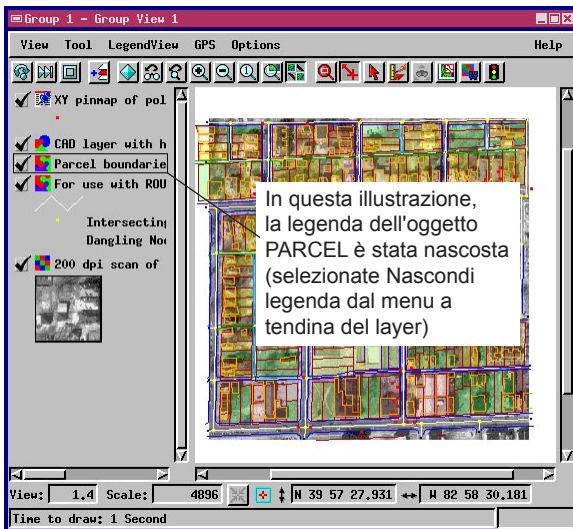 Group 1 - Group View 1
View Tool LegendView GPS Options Help
XY pinmap of pol
CAD layer with h
Parcel boundarie
For use with ROU
Intersecting
Dangling Nod
200 dpi scan of
In questa illustrazione,
la legenda dell'oggetto
PARCEL è stata nascosta
(selezionate Nascondi
legenda dal menu a
tendina del layer)
View: 1.4 Scale: 4896 N 39 57 27.931 W 82 58 30.181
Time to draw: 1 Second